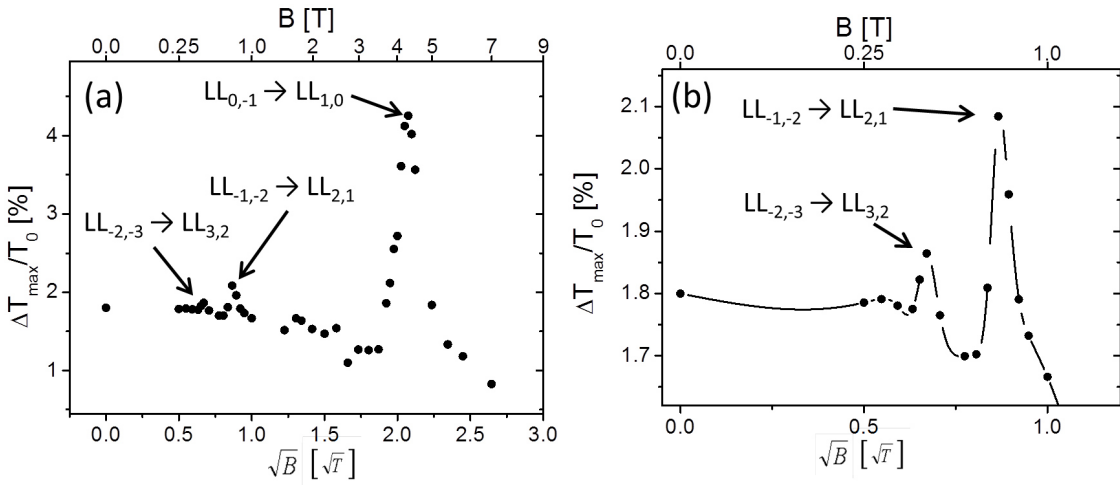 B [T]
0.0 0.25 1.0 2 3 4 5 7 9
(a)
LL0,-1 → LL1,0
LL-1,-2 → LL2,1
LL-2,-3 → LL3,2
ΔTmax/T0 [%]
4
3
2
1
0.0 0.5 1.0 1.5 2.0 2.5 3.0
√B [√T]
B [T]
0.0 0.25 1.0
(b)
LL-1,-2 → LL2,1
LL-2,-3 → LL3,2
ΔTmax/T0 [%]
2.1
2.0
1.9
1.8
1.7
0.0 0.5 1.0
√B [√T]